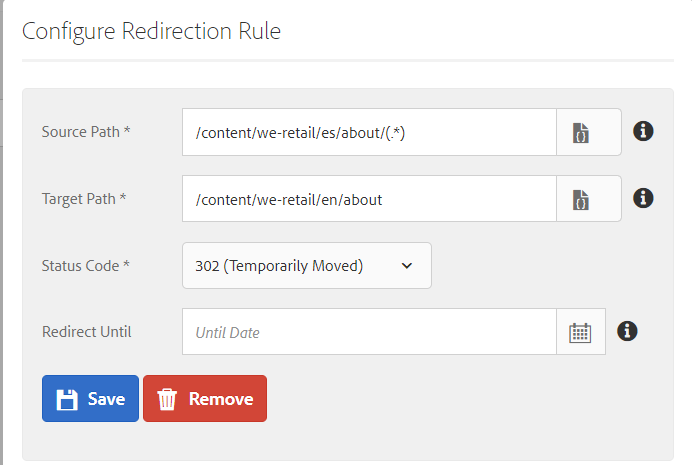 Configure Redirection Rule
Source Path *
/content/we-retail/es/about/(.*)
Target Path *
/content/we-retail/en/about
Status Code *
302 (Temporarily Moved)
Redirect Until
Until Date
Save
Remove